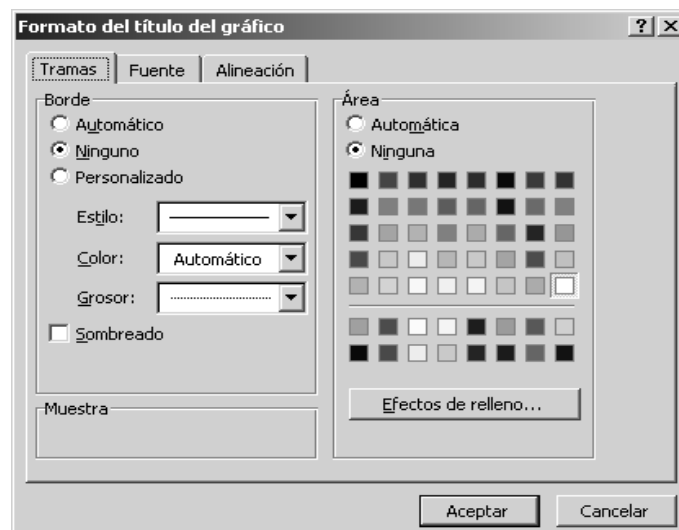 Formato del título del gráfico
Tramas Fuente Alineación
Borde
Automático
Ninguno
Personalizado
Estilo:
Color: Automático
Grosor:
Sombreado
Muestra
Área
Automática
Ninguna
Efectos de relleno...
Aceptar Cancelar